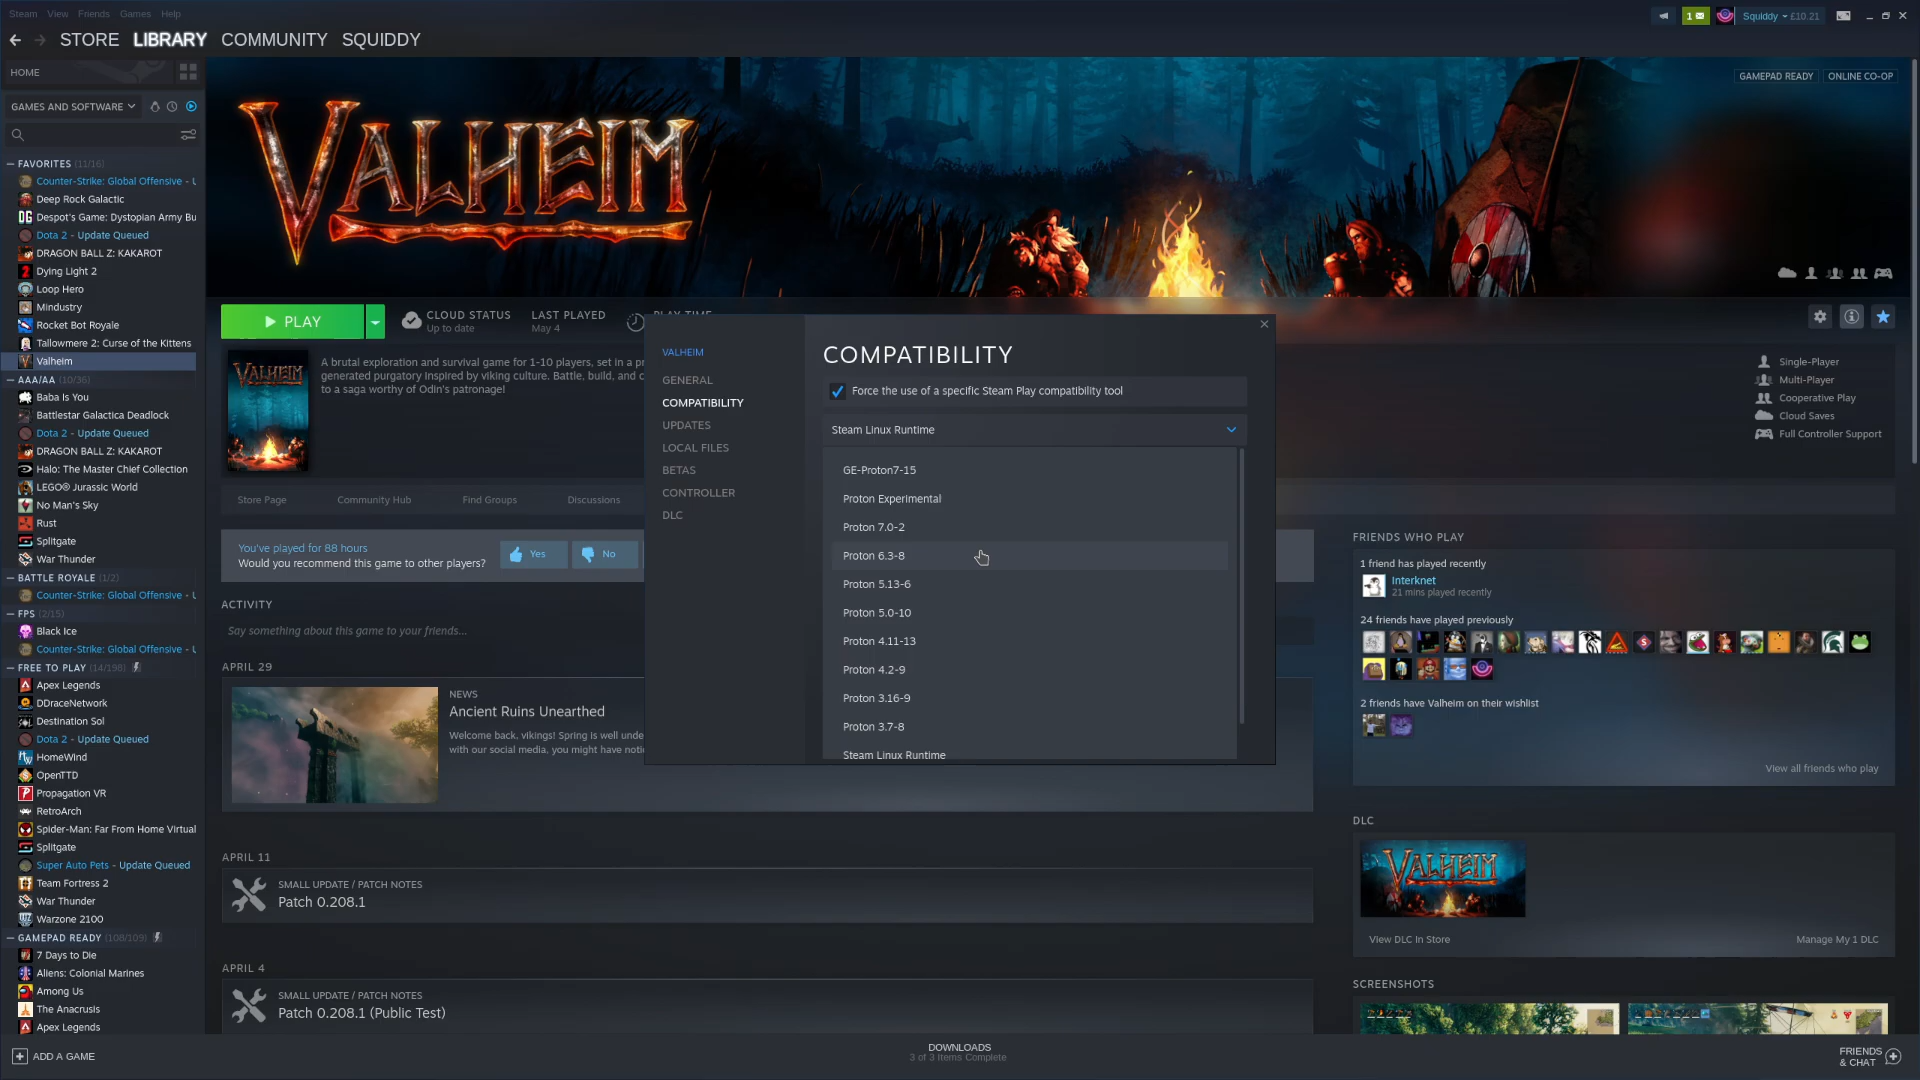 Steam View Friends Games Help
1
Squiddy £10.21
STORE LIBRARY COMMUNITY SQUIDDY
HOME
GAMES AND SOFTWARE
— FAVORITES (11/16)
Counter-Strike: Global Offensive - U
Deep Rock Galactic
Despot's Game: Dystopian Army Bu
Dota 2 - Update Queued
DRAGON BALL Z: KAKAROT
Dying Light 2
Loop Hero
Mindustry
Rocket Bot Royale
Tallowmere 2: Curse of the Kittens
Valheim
— AAA/AA (10/36)
Baba Is You
Battlestar Galactica Deadlock
Dota 2 - Update Queued
DRAGON BALL Z: KAKAROT
Halo: The Master Chief Collection
LEGO® Jurassic World
No Man's Sky
Rust
Splitgate
War Thunder
— BATTLE ROYALE (1/2)
Counter-Strike: Global Offensive - U
— FPS (2/15)
Black Ice
Counter-Strike: Global Offensive - U
— FREE TO PLAY (14/198)
Apex Legends
DDraceNetwork
Destination Sol
Dota 2 - Update Queued
HomeWind
OpenTTD
Propagation VR
RetroArch
Spider-Man: Far From Home Virtual
Splitgate
Super Auto Pets - Update Queued
Team Fortress 2
War Thunder
Warzone 2100
— GAMEPAD READY (108/109)
7 Days to Die
Aliens: Colonial Marines
Among Us
The Anacrusis
Apex Legends
ADD A GAME
VALHEIM
GAMEPAD READY ONLINE CO-OP
PLAY
CLOUD STATUS
Up to date
LAST PLAYED
May 4
PLAY TIME
VALHEIM
A brutal exploration and survival game for 1-10 players, set in a pr
generated purgatory inspired by viking culture. Battle, build, and c
to a saga worthy of Odin's patronage!
Store Page Community Hub Find Groups Discussions
You've played for 88 hours
Would you recommend this game to other players?
Yes No
ACTIVITY
Say something about this game to your friends...
APRIL 29
NEWS
Ancient Ruins Unearthed
Welcome back, vikings! Spring is well unde
with our social media, you might have noti
APRIL 11
SMALL UPDATE / PATCH NOTES
Patch 0.208.1
APRIL 4
SMALL UPDATE / PATCH NOTES
Patch 0.208.1 (Public Test)
VALHEIM
GENERAL
COMPATIBILITY
UPDATES
LOCAL FILES
BETAS
CONTROLLER
DLC
COMPATIBILITY
Force the use of a specific Steam Play compatibility tool
Steam Linux Runtime
GE-Proton7-15
Proton Experimental
Proton 7.0-2
Proton 6.3-8
Proton 5.13-6
Proton 5.0-10
Proton 4.11-13
Proton 4.2-9
Proton 3.16-9
Proton 3.7-8
Steam Linux Runtime
Single-Player
Multi-Player
Cooperative Play
Cloud Saves
Full Controller Support
FRIENDS WHO PLAY
1 friend has played recently
Interknet
21 mins played recently
24 friends have played previously
2 friends have Valheim on their wishlist
View all friends who play
DLC
VALHEIM
View DLC In Store
Manage My 1 DLC
SCREENSHOTS
DOWNLOADS
3 of 3 Items Complete
FRIENDS
& CHAT